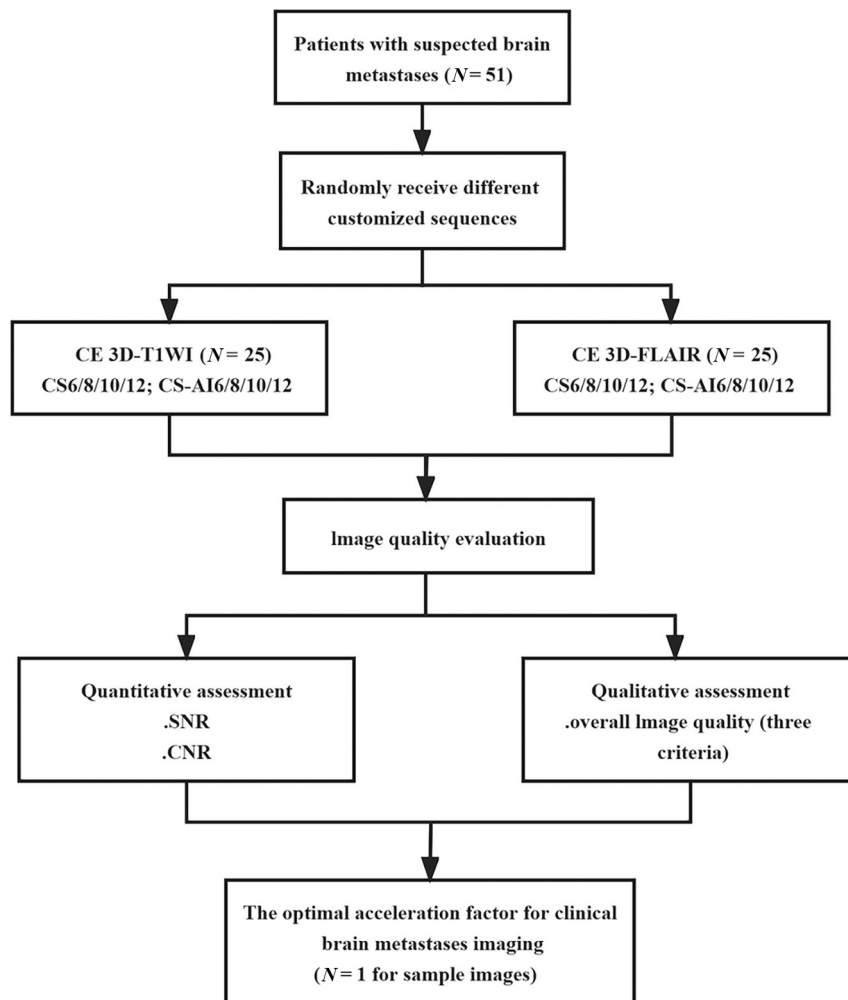 Patients with suspected brain
metastases (N = 51)
Randomly receive different
customized sequences
CE 3D-T1WI (N = 25)
CS6/8/10/12; CS-AI6/8/10/12
CE 3D-FLAIR (N = 25)
CS6/8/10/12; CS-AI6/8/10/12
lmage quality evaluation
Quantitative assessment
.SNR
.CNR
Qualitative assessment
.overall lmage quality (three
criteria)
The optimal acceleration factor for clinical
brain metastases imaging
(N = 1 for sample images)